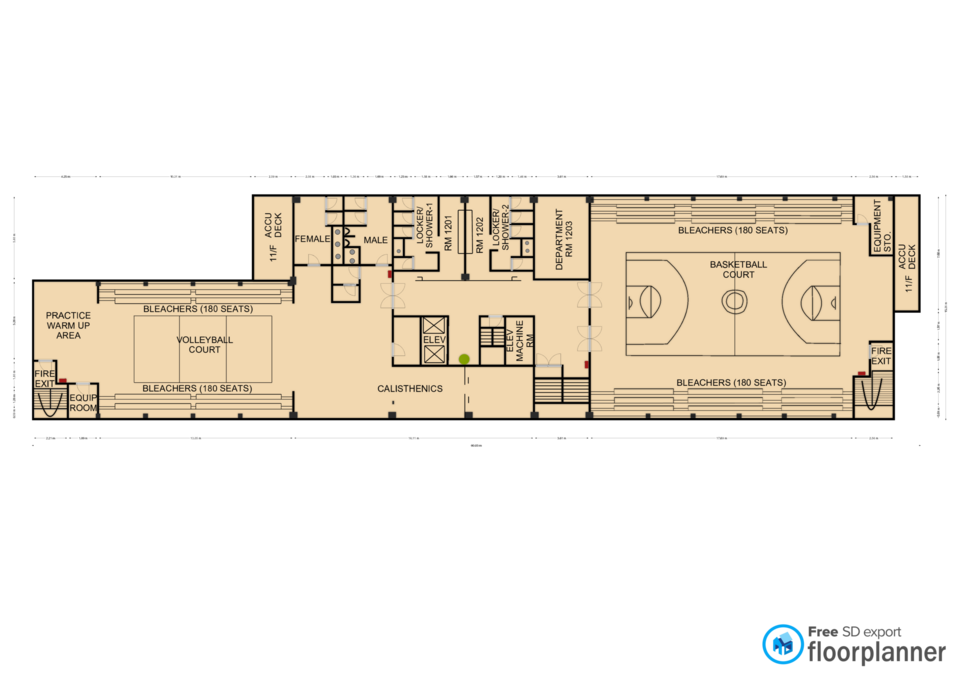 ACCU
DECK
11/F
FEMALE
MALE
LOCKER/
SHOWER-1
RM 1201
RM 1202
LOCKER/
SHOWER-2
DEPARTMENT
RM 1203
BLEACHERS (180 SEATS)
EQUIPMENT
STO.
ACCU
DECK
11/F
BASKETBALL
COURT
BLEACHERS (180 SEATS)
PRACTICE
WARM UP
AREA
VOLLEYBALL
COURT
ELEV
ELEV
MACHINE
RM
FIRE
EXIT
FIRE
EXIT
BLEACHERS (180 SEATS)
CALISTHENICS
BLEACHERS (180 SEATS)
EQUIP
ROOM
Free SD export
floorplanner